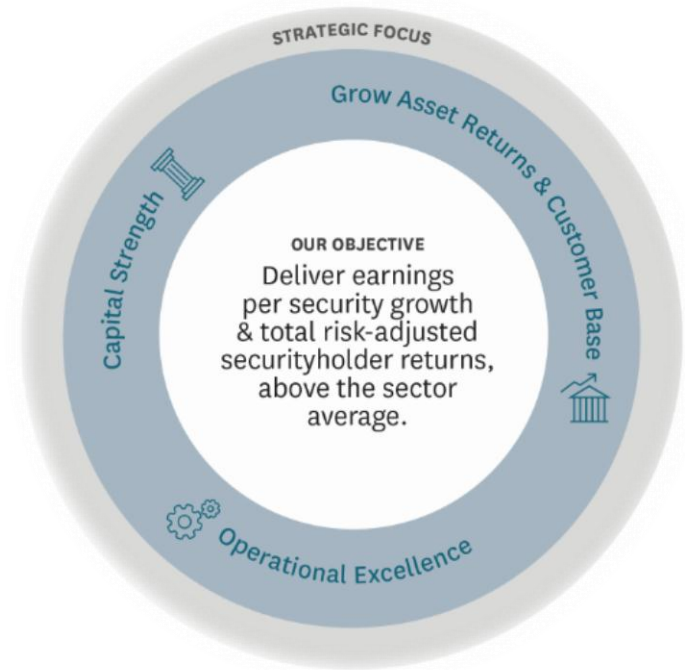 STRATEGIC FOCUS
Grow Asset Returns & Customer Base
Capital Strength
OUR OBJECTIVE
Deliver earnings
per security growth
& total risk-adjusted
securityholder returns,
above the sector
average.
Operational Excellence